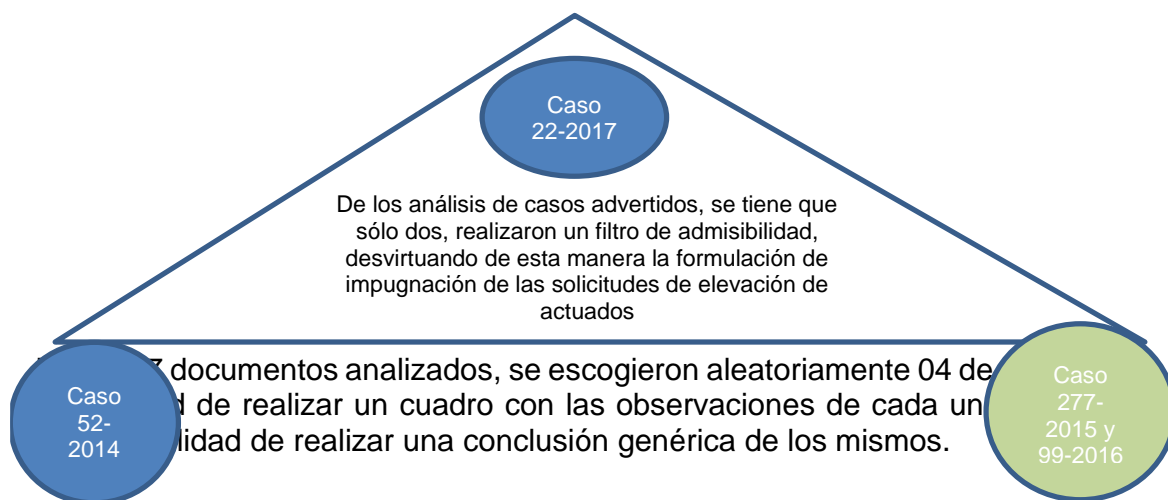 Caso
22-2017
De los análisis de casos advertidos, se tiene que
sólo dos, realizaron un filtro de admisibilidad,
desvirtuando de esta manera la formulación de
impugnación de las solicitudes de elevación de
actuados
documentos analizados, se escogieron aleatoriamente 04 de
de realizar un cuadro con las observaciones de cada
de realizar una conclusión genérica de los mismos.
Caso
52-
2014
Caso
277-
2015 y
99-2016